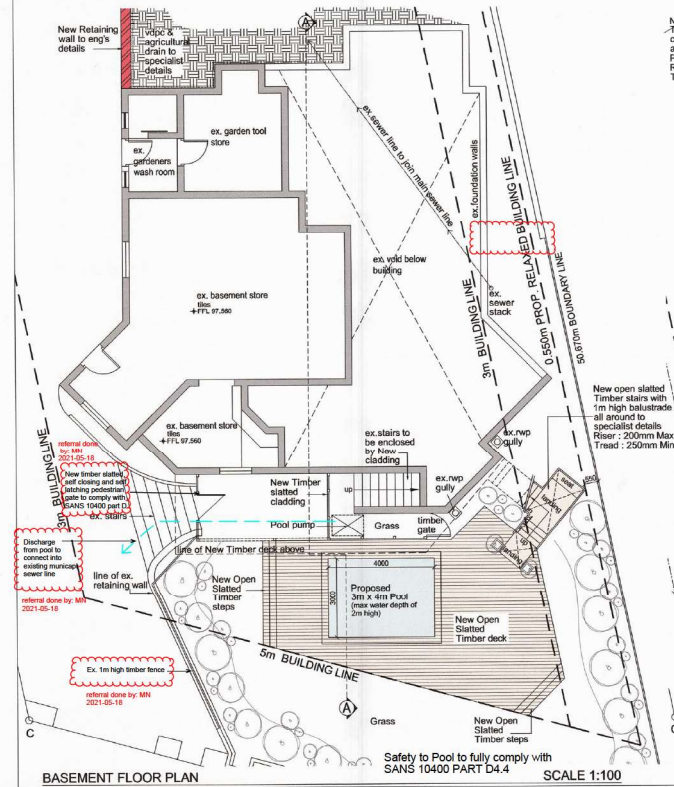 New Retaining
wall to eng's
details
vdpc &
agricultural
drain to
specialist
details
A
ex. garden tool
store
ex.
gardeners
wash room
ex.sewer line to join main sewer line
ex.foundation walls
3m BUILDING LINE
0.550m PROP. RELAXED BUILDING LINE
50.670m BOUNDARY LINE
ex. void below
building
ex.
sewer
stack
ex. basement store
tiles
FFL 97.560
ex. basement store
tiles
FFL 97.560
New open slatted
Timber stairs with
1m high balustrade
all around to
specialist details
Riser : 200mm Max
Tread : 250mm Min
ex.stairs to
be enclosed
by New
cladding
ex.rwp
gully
ex.rwp
gully
referral done
by: MN
2021-05-18
New timber slatted
self closing and self
latching pedestrian
gate to comply with
SANS 10400 part D.
3m BUILDING LINE
ex. stairs
New Timber
slatted
cladding
up
Pool pump
Grass
timber
gate
seat
landing
up
550
Discharge
from pool to
connect into
existing municipal
sewer line
referral done by: MN
2021-05-18
line of New Timber deck above
line of ex.
retaining wall
New Open
Slatted
Timber
steps
4000
3000
Proposed
3m x 4m Pool
(max water depth of
2m high)
New Open
Slatted
Timber deck
5m BUILDING LINE
Ex. 1m high timber fence
referral done by: MN
2021-05-18
A
Grass
New Open
Slatted
Timber steps
C
Safety to Pool to fully comply with
SANS 10400 PART D4.4
BASEMENT FLOOR PLAN
SCALE 1:100